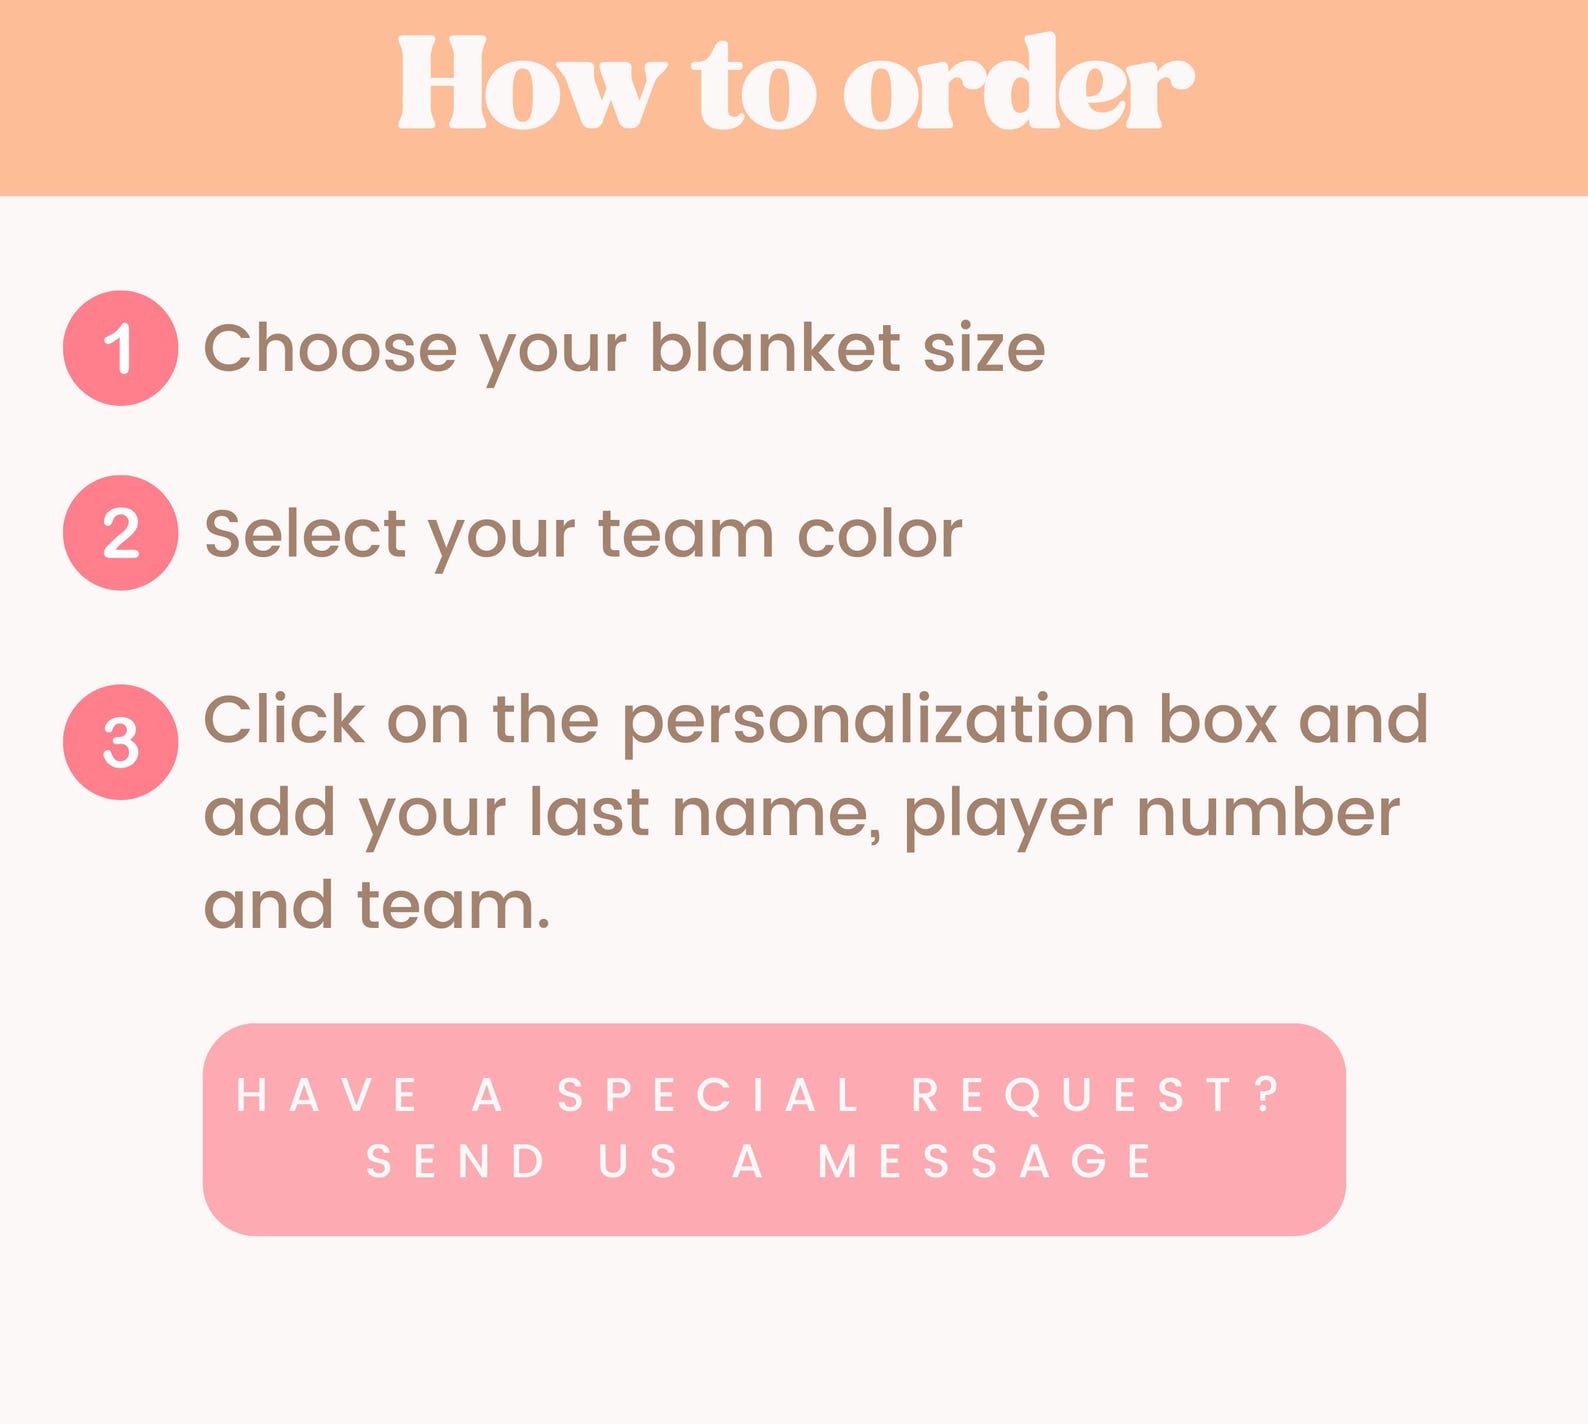 How to order
1 Choose your blanket size
2 Select your team color
3 Click on the personalization box and
add your last name, player number
and team.
HAVE A SPECIAL REQUEST?
SEND US A MESSAGE